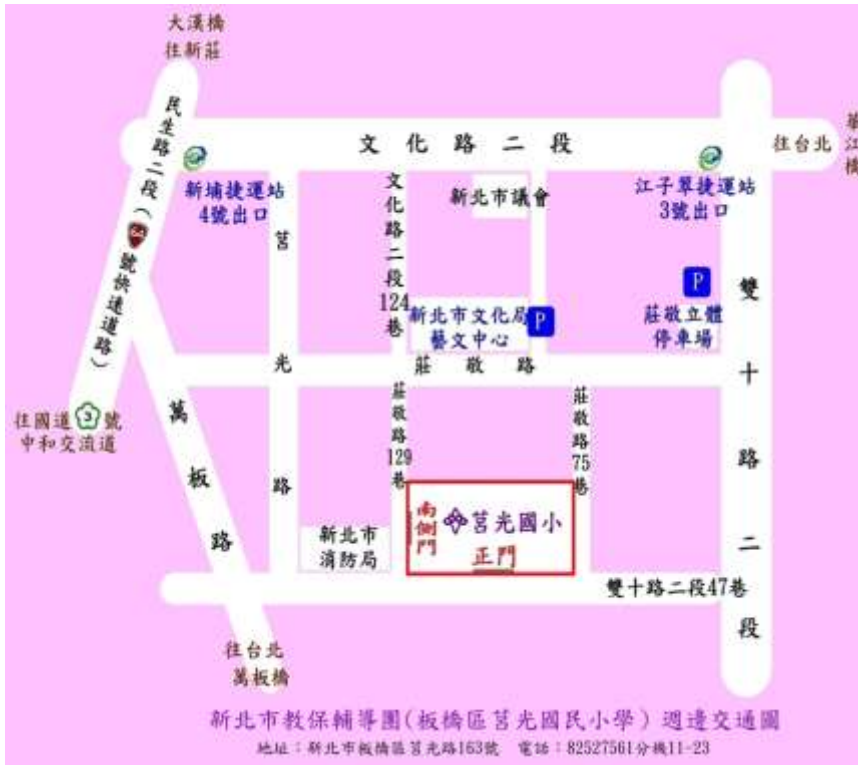 大漢橋
往新莊
民生路二段(64號快速道路)
文化路二段
往台北
華江橋
新埔捷運站
4號出口
江子翠捷運站
3號出口
新北市議會
文化路二段124巷
莒光路
P
莊敬立體
停車場
雙十路二段
新北市文化局
藝文中心
P
莊敬路
往國道3號
中和交流道
萬板路
莊敬路129巷
莊敬路75巷
南側門
莒光國小
正門
新北市
消防局
雙十路二段47巷
往台北
萬板橋
新北市教保輔導團(板橋區莒光國民小學)週邊交通圖
地址：新北市板橋區莒光路163號 電話：82527561分機11-23